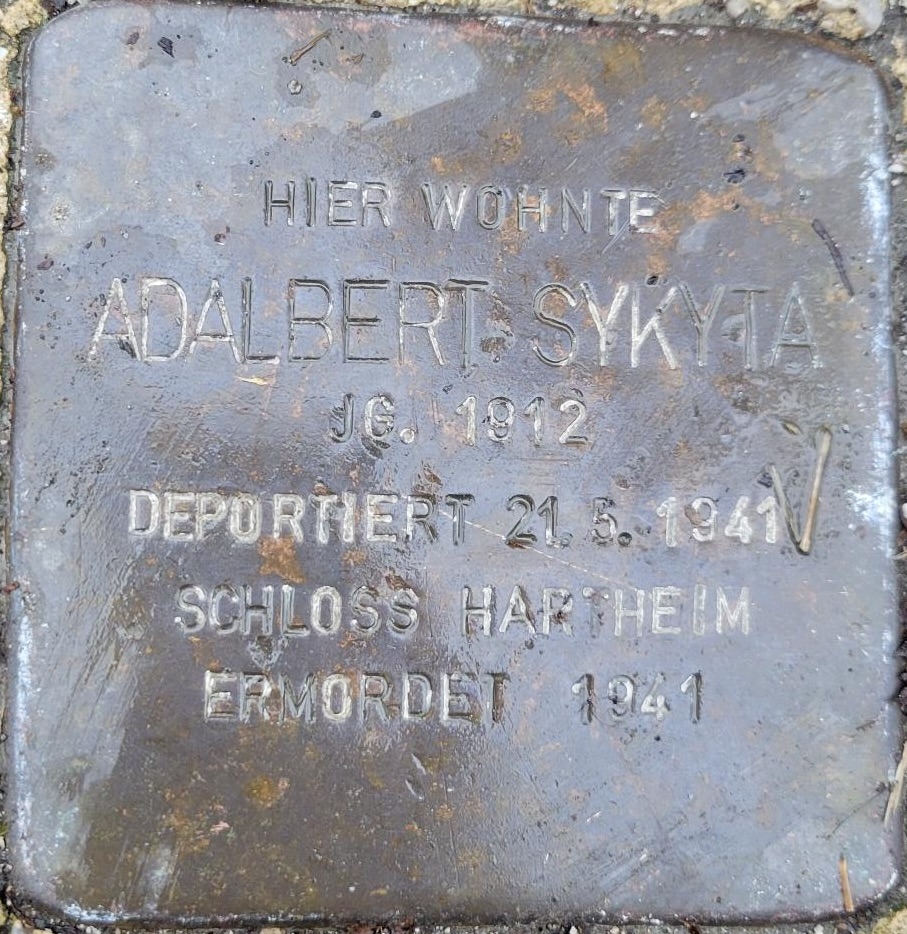 HIER WOHNTE
ADALBERT SYKYTA
JG. 1912
DEPORTIERT 21. 5. 1941
SCHLOSS HARTHEIM
ERMORDET 1941